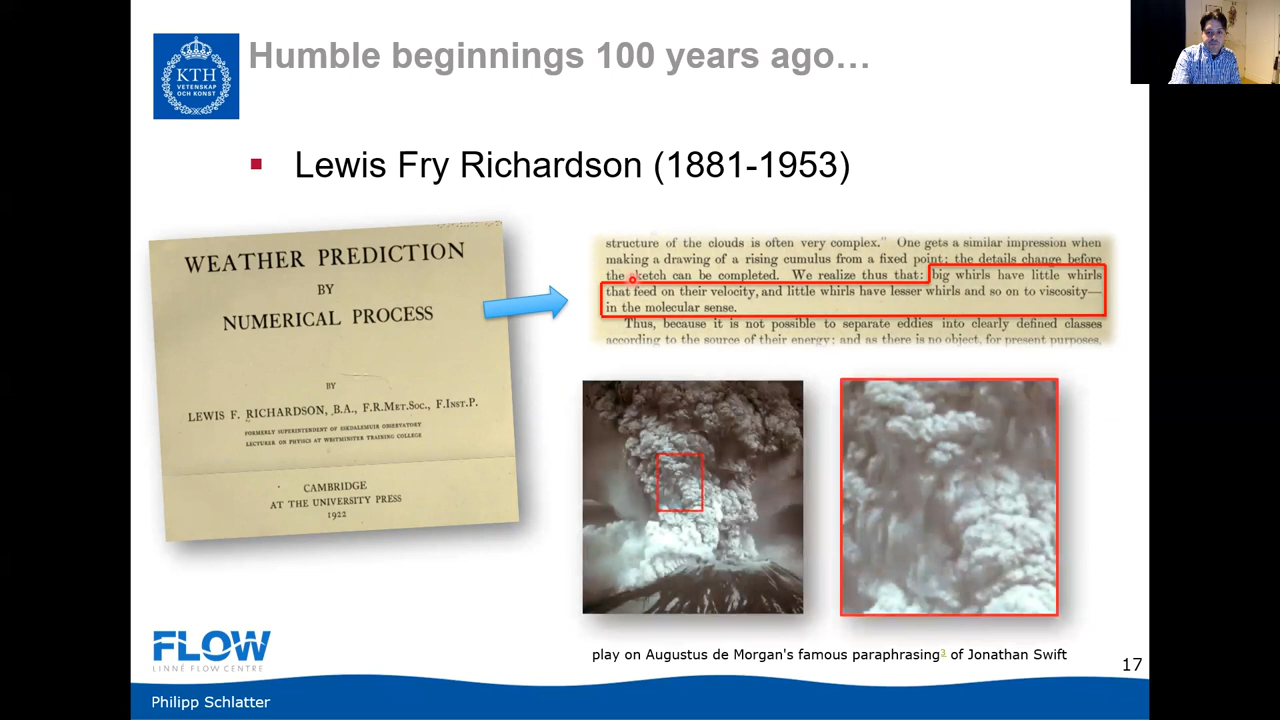 Humble beginnings 100 years ago…
KTH
VETENSKAP
OCH KONST
Lewis Fry Richardson (1881-1953)
WEATHER PREDICTION
BY
NUMERICAL PROCESS
BY
LEWIS F. RICHARDSON, B.A., F.R.MET.SOC., F.INST.P.
FORMERLY SUPERINTENDENT OF ESKDALEMUIR OBSERVATORY
LECTURER ON PHYSICS AT WESTMINSTER TRAINING COLLEGE
CAMBRIDGE
AT THE UNIVERSITY PRESS
1922
structure of the clouds is often very complex." One gets a similar impression when
making a drawing of a rising cumulus from a fixed point; the details change before
the sketch can be completed. We realize thus that: big whirls have little whirls
that feed on their velocity, and little whirls have lesser whirls and so on to viscosity—
in the molecular sense.
Thus, because it is not possible to separate eddies into clearly defined classes
according to the source of their energy; and as there is no object, for present purposes,
play on Augustus de Morgan's famous paraphrasing3 of Jonathan Swift
FLOW
LINNÉ FLOW CENTRE
17
Philipp Schlatter